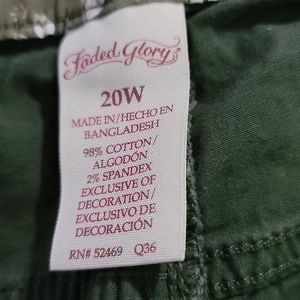 Faded Glory
20W
MADE IN/HECHO EN
BANGLADESH
98% COTTON/
ALGODÓN
2% SPANDEX
EXCLUSIVE OF
DECORATION/
EXCLUSIVO DE
DECORACIÓN
RN# 52469 Q36